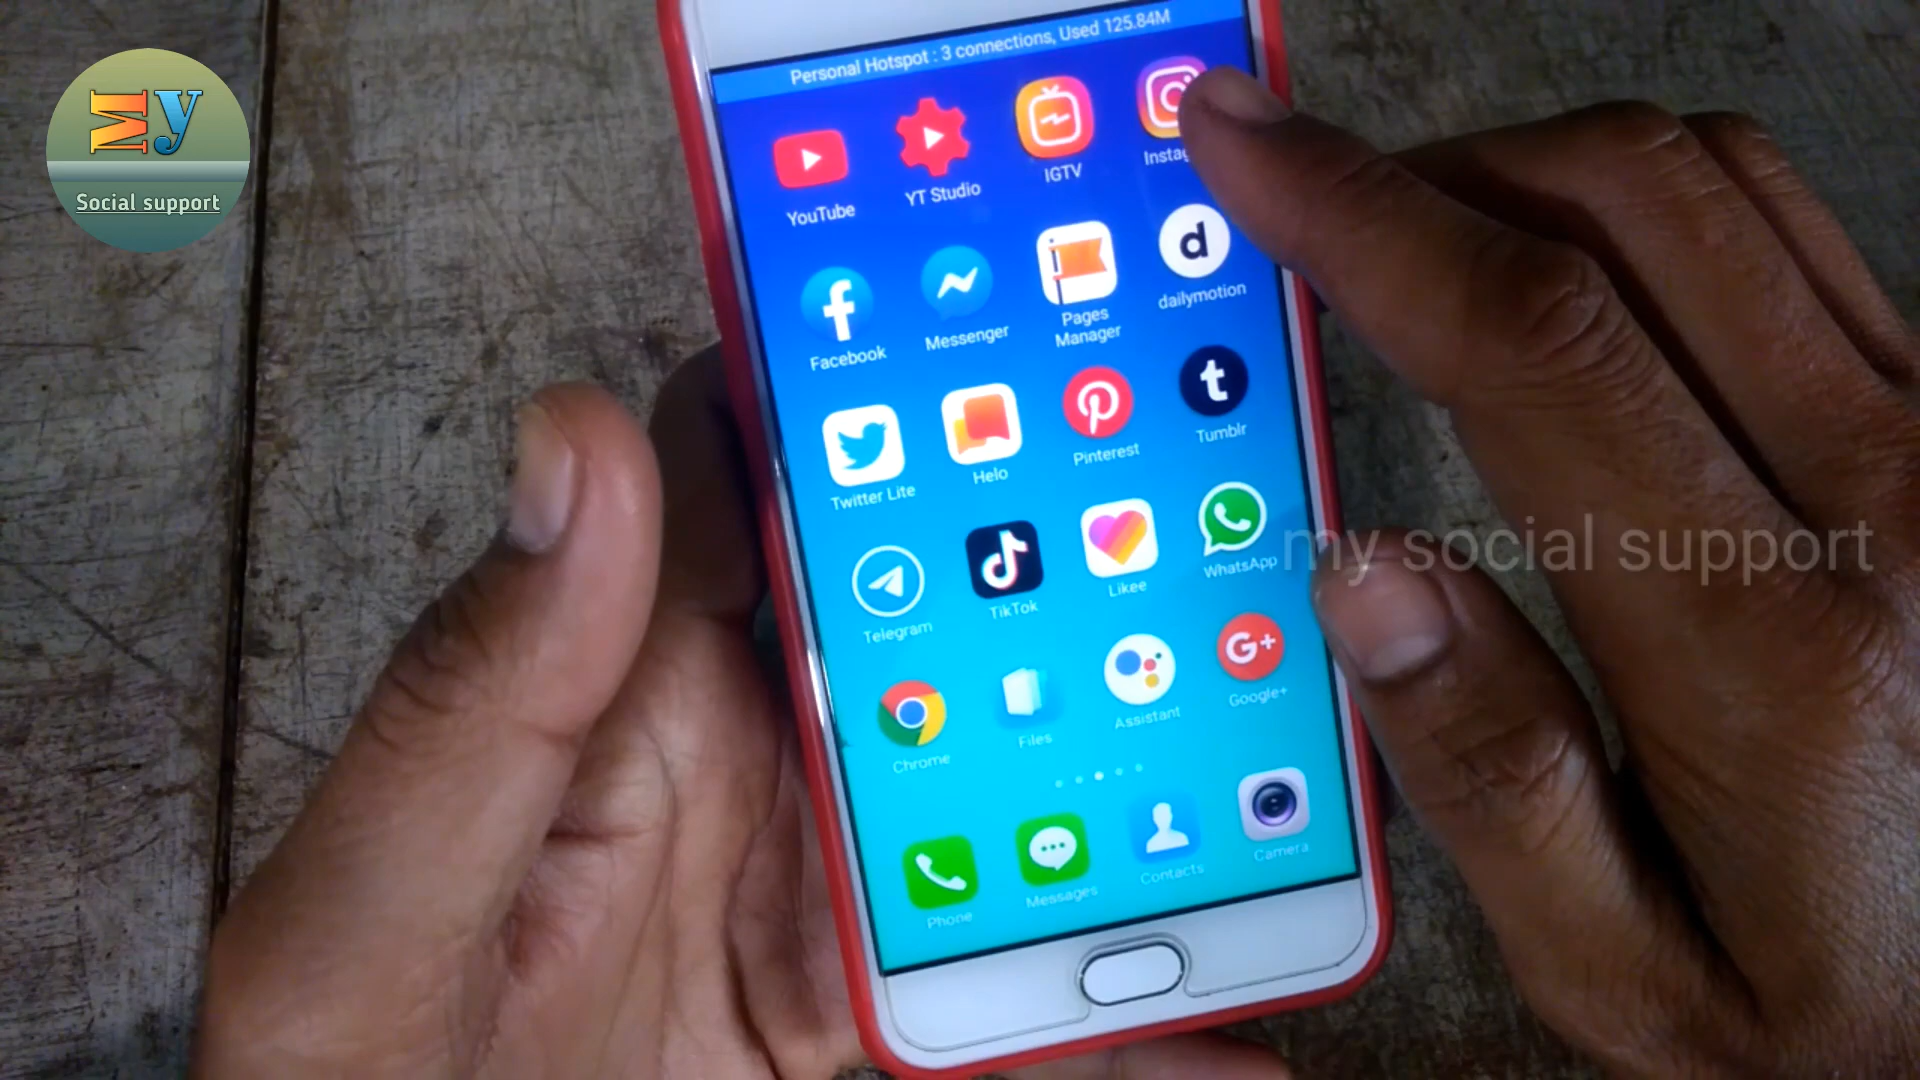 My
Social support
Personal Hotspot : 3 connections, Used 125.84M
YouTube
YT Studio
IGTV
Instag
Facebook
Messenger
Pages
Manager
d
dailymotion
Twitter Lite
Helo
Pinterest
t
Tumblr
Telegram
TikTok
Likee
WhatsApp
my social support
Chrome
Files
Assistant
G+
Google+
Phone
Messages
Contacts
Camera